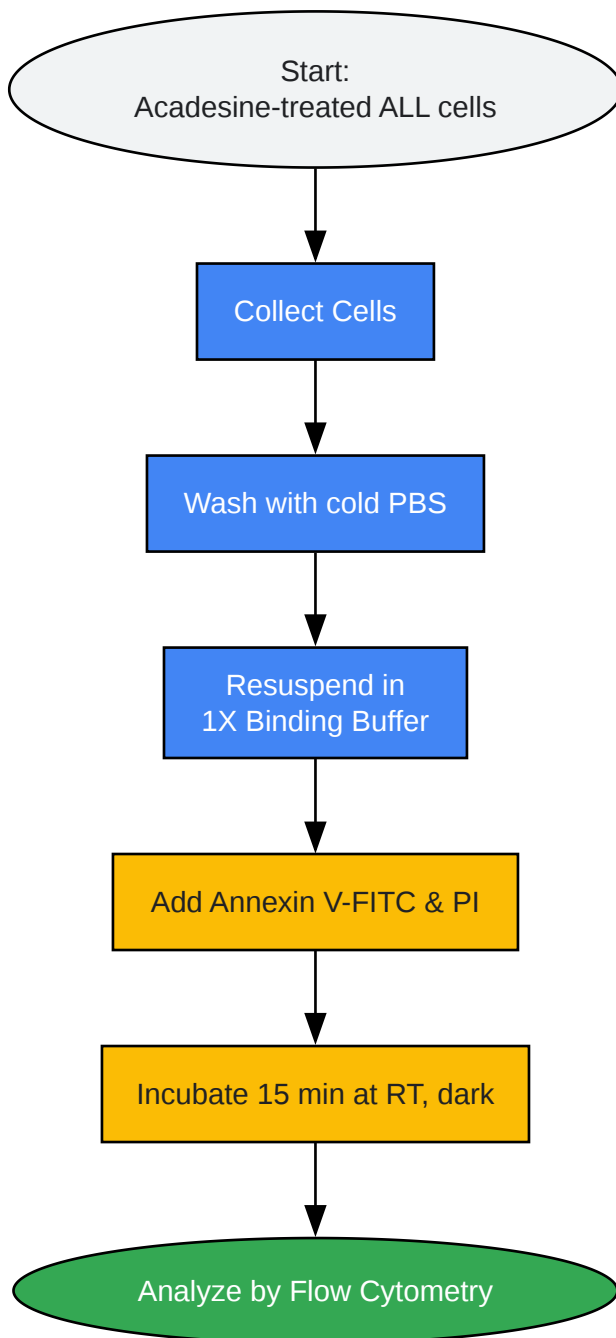 Start:
Acadesine-treated ALL cells
Collect Cells
Wash with cold PBS
Resuspend in
1X Binding Buffer
Add Annexin V-FITC & PI
Incubate 15 min at RT, dark
Analyze by Flow Cytometry